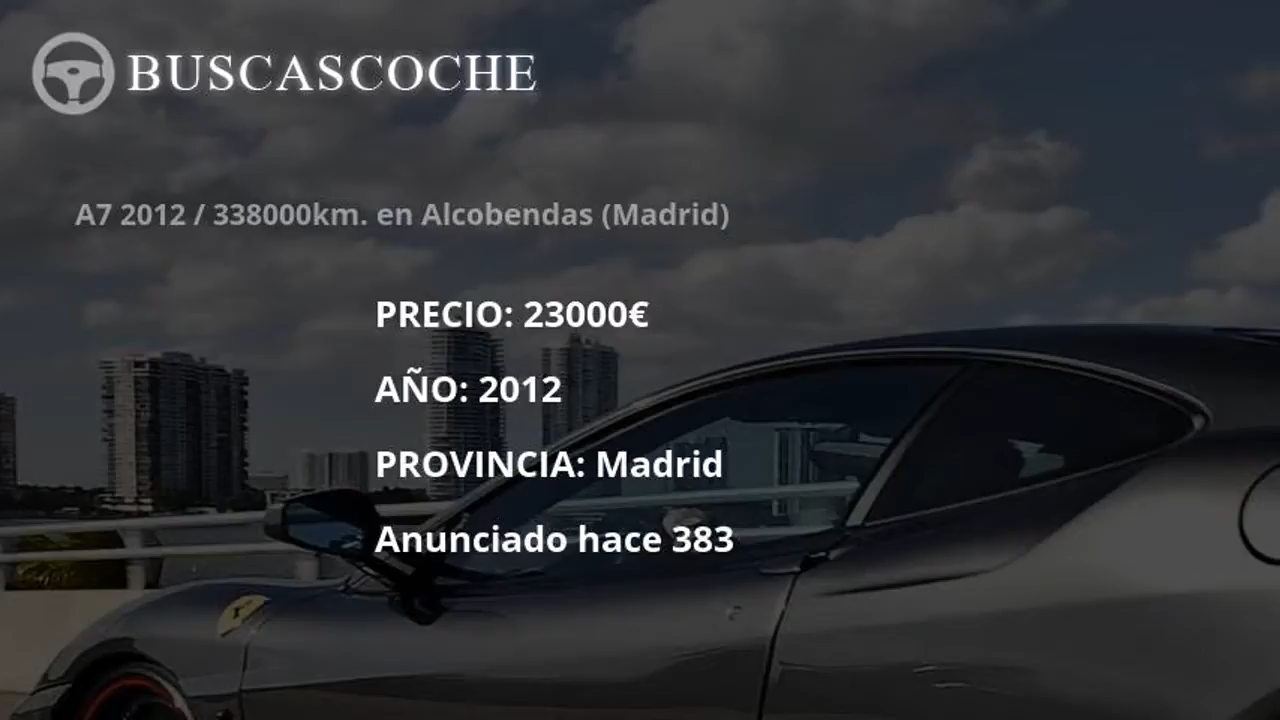 BUSCASCOCHE
A7 2012 / 338000km. en Alcobendas (Madrid)
PRECIO: 23000€
AÑO: 2012
PROVINCIA: Madrid
Anunciado hace 383